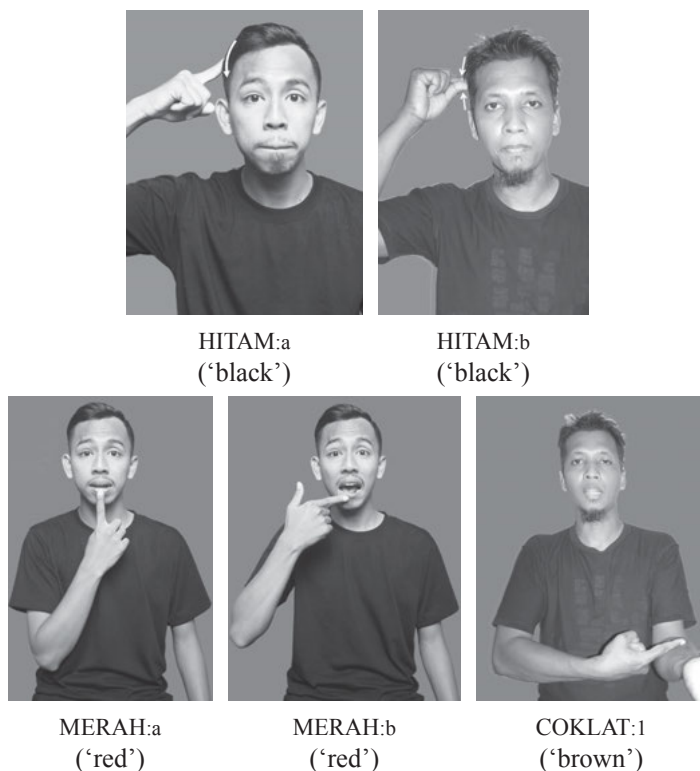 HITAM:a HITAM:b
(‘black’) (‘black’)
MERAH:a MERAH:b COKLAT:1
(‘red’) (‘red’) (‘brown’)